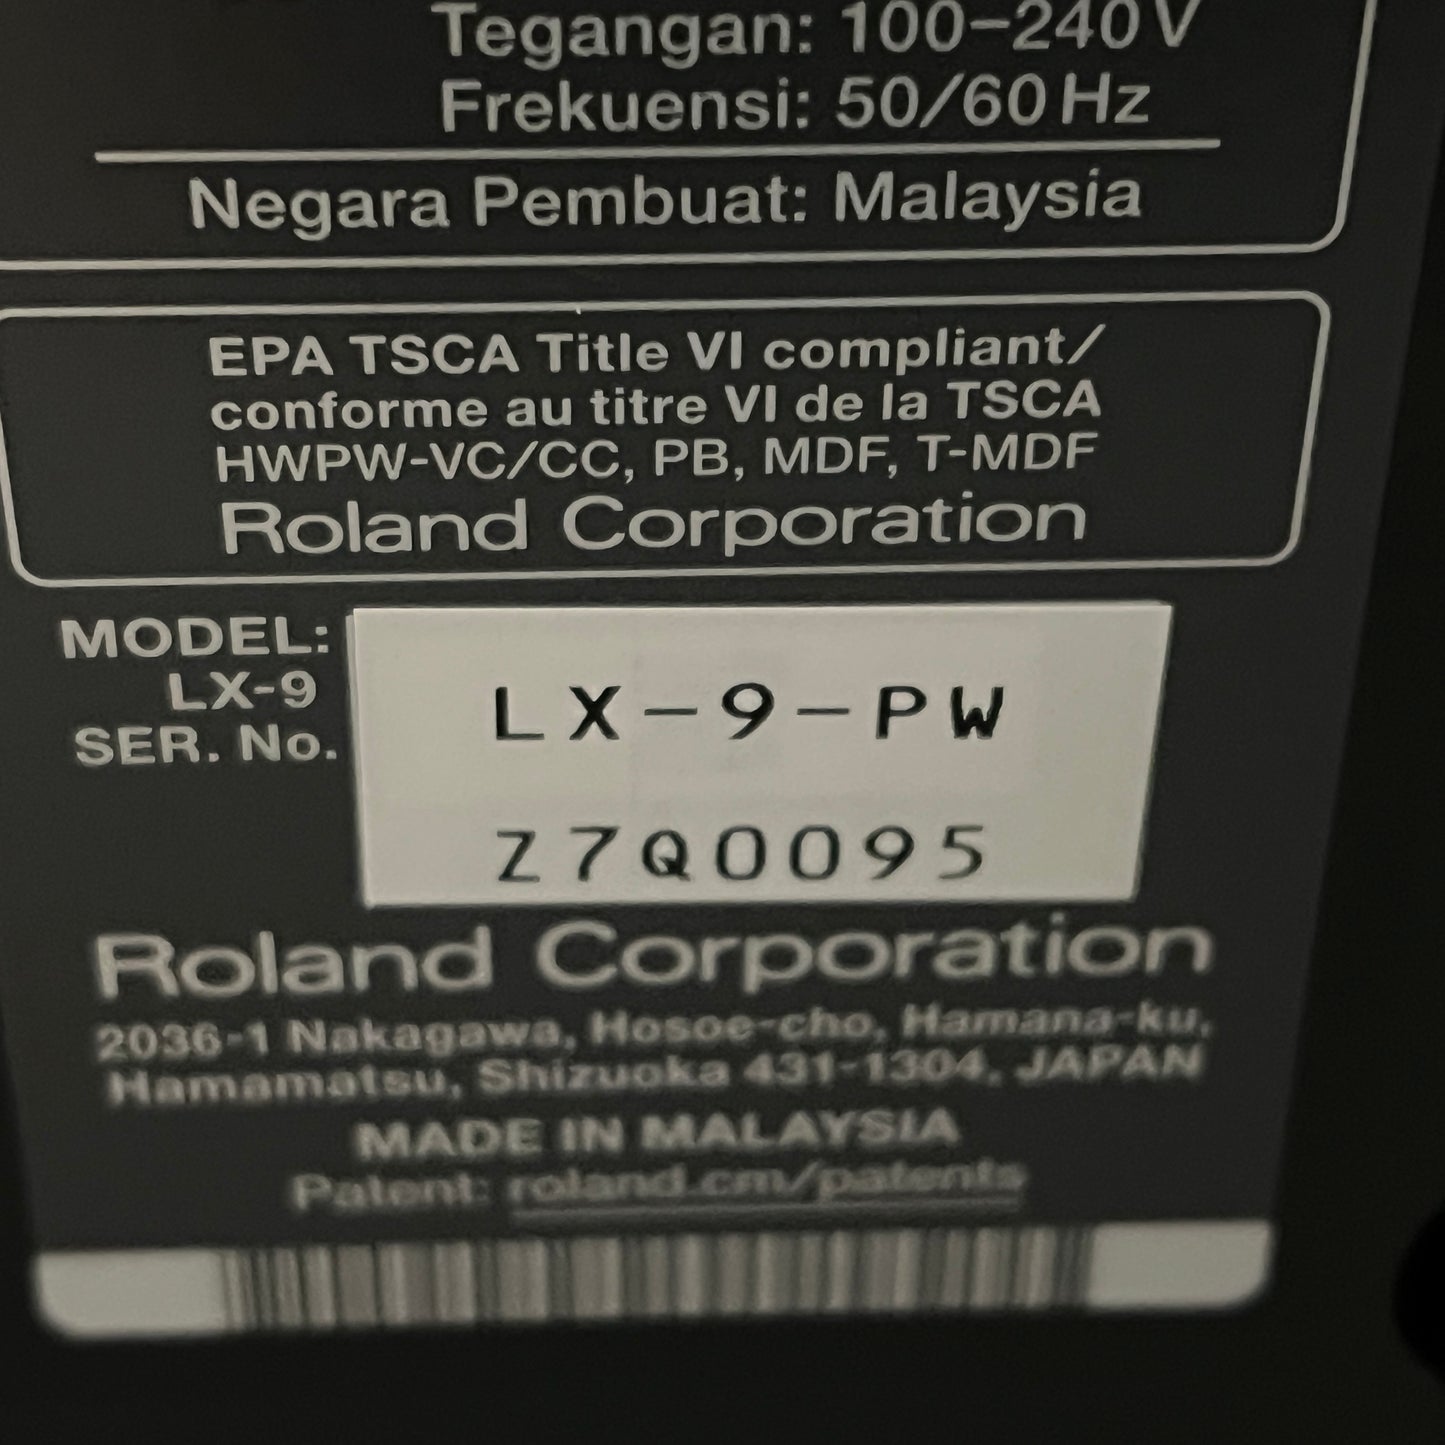 Tegangan: 100-240V
Frekuensi: 50/60Hz
Negara Pembuat: Malaysia
EPA TSCA Title VI compliant/
conforme au titre VI de la TSCA
HWPW-VC/CC, PB, MDF, T-MDF
Roland Corporation
MODEL:
LX-9
SER. No.
LX-9-PW
Z7Q0095
Roland Corporation
2036-1 Nakagawa, Hosoe-cho, Hamana-ku,
Hamamatsu, Shizuoka 431-1304, JAPAN
MADE IN MALAYSIA
Patent: roland.cm/patents